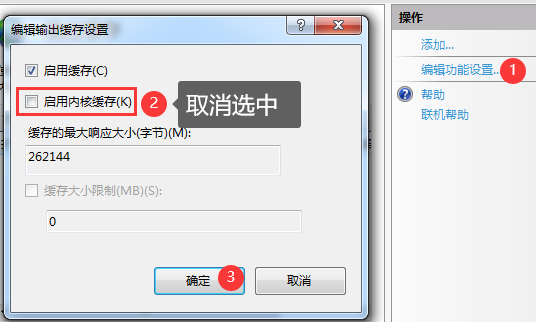 编辑输出缓存设置
启用缓存(C)
启用内核缓存(K)
2
取消选中
缓存的最大响应大小(字节)(M):
262144
缓存大小限制(MB)(S):
0
确定
3
取消
操作
添加...
编辑功能设置...
1
帮助
联机帮助